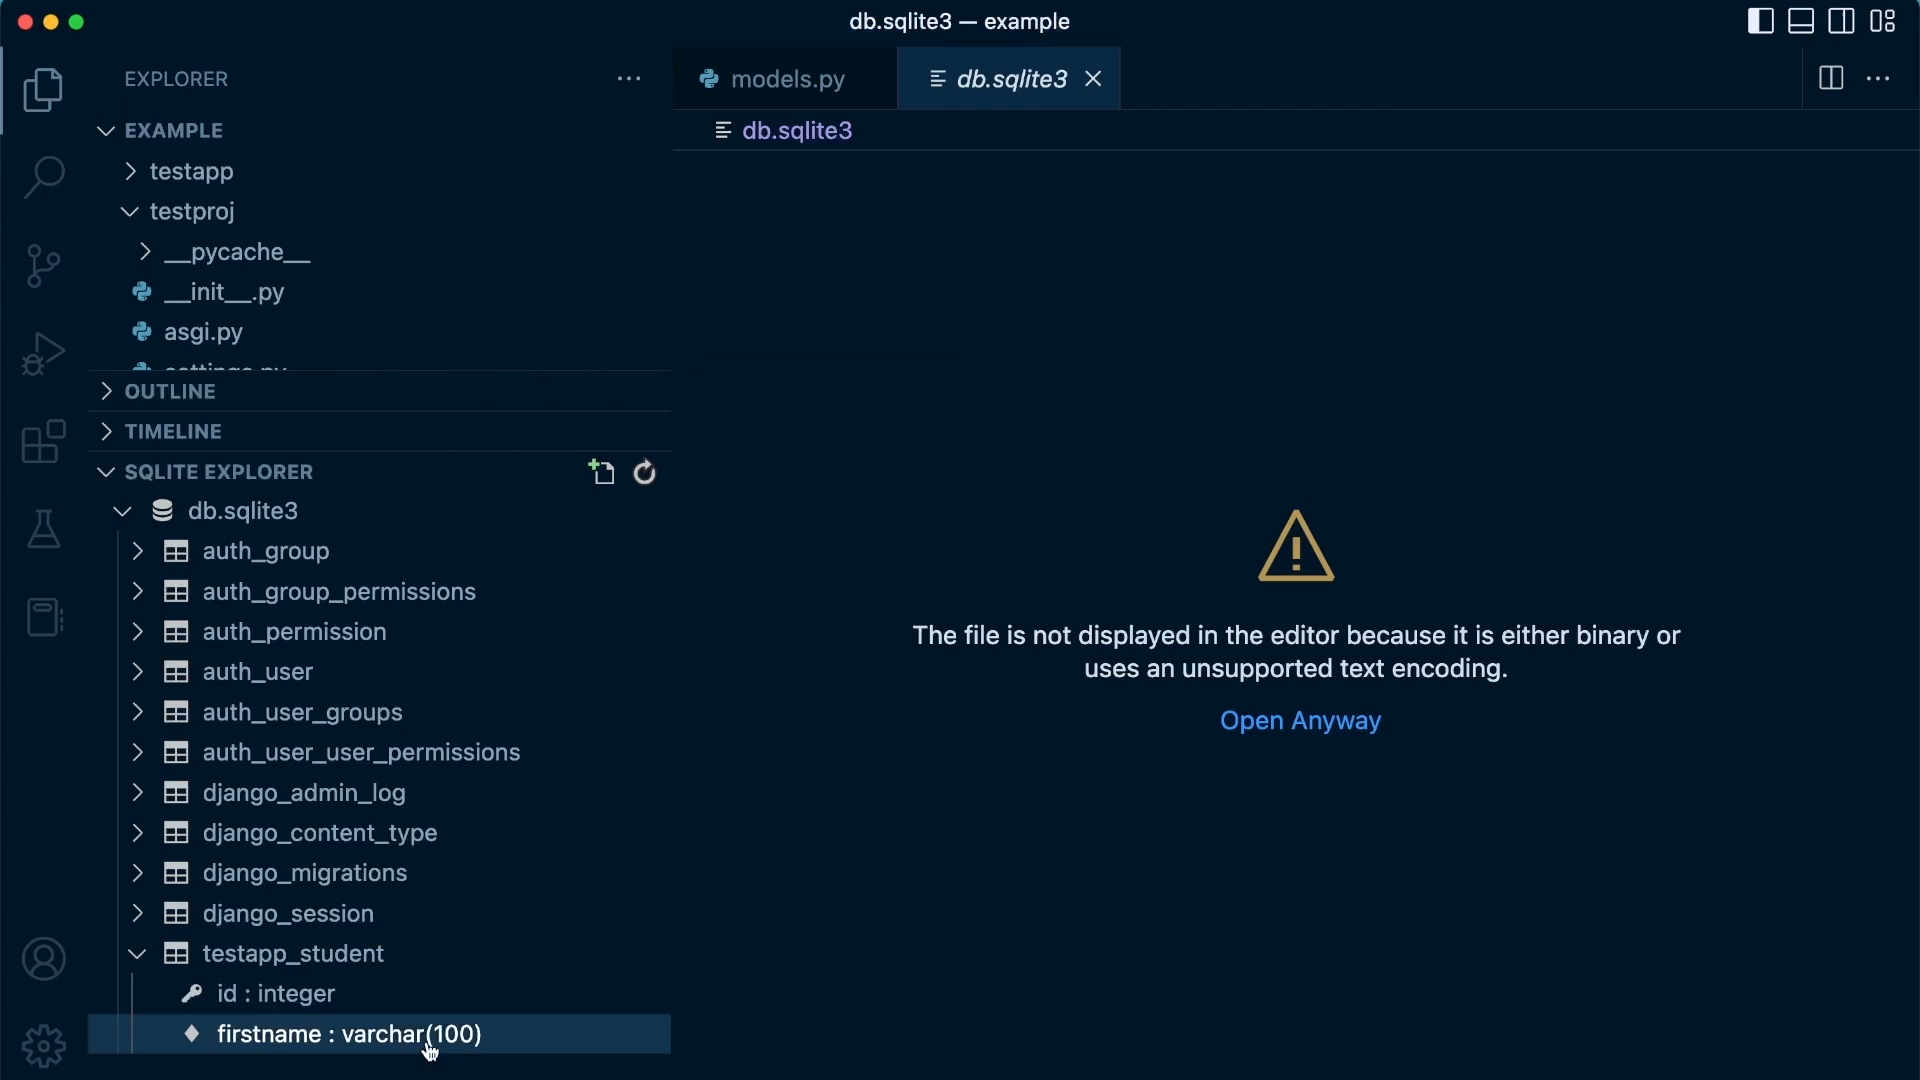 db.sqlite3 — example
EXPLORER
EXAMPLE
testapp
testproj
__pycache__
__init__.py
asgi.py
settings.py
OUTLINE
TIMELINE
SQLITE EXPLORER
db.sqlite3
auth_group
auth_group_permissions
auth_permission
auth_user
auth_user_groups
auth_user_user_permissions
django_admin_log
django_content_type
django_migrations
django_session
testapp_student
id : integer
firstname : varchar(100)
models.py
db.sqlite3
db.sqlite3
The file is not displayed in the editor because it is either binary or
uses an unsupported text encoding.
Open Anyway